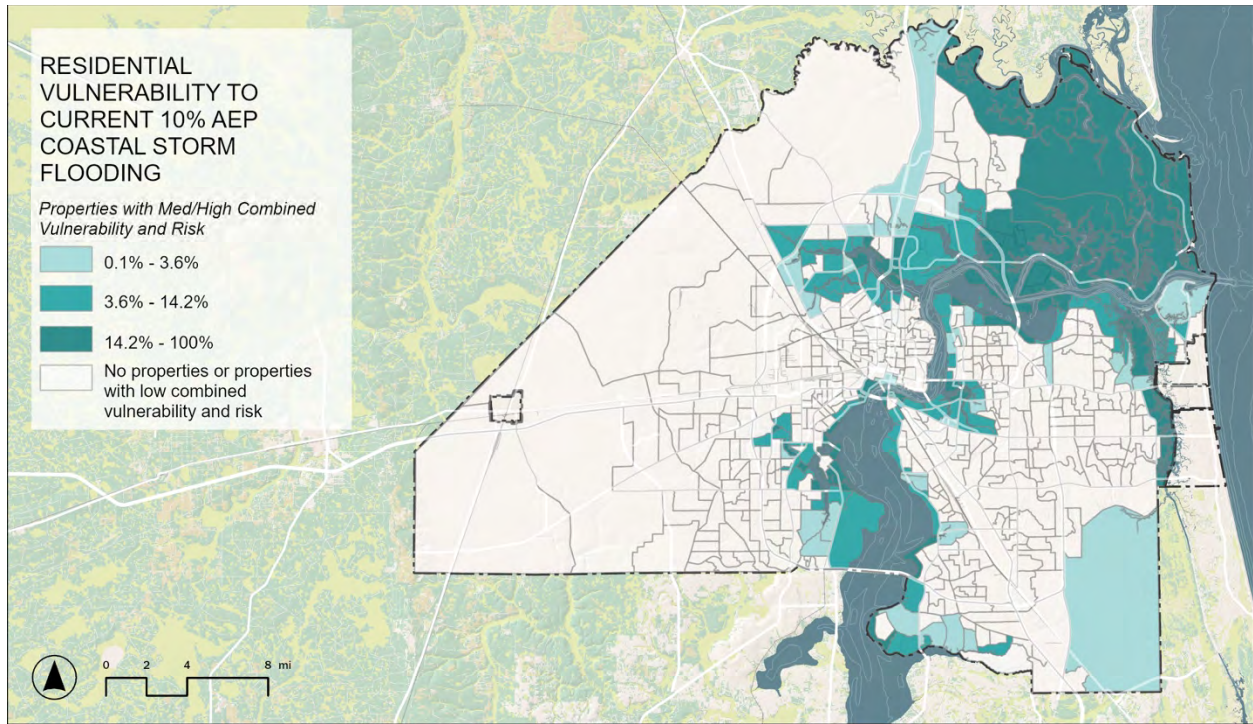 RESIDENTIAL
VULNERABILITY TO
CURRENT 10% AEP
COASTAL STORM
FLOODING
Properties with Med/High Combined
Vulnerability and Risk
0.1% - 3.6%
3.6% - 14.2%
14.2% - 100%
No properties or properties
with low combined
vulnerability and risk
0 2 4 8 mi